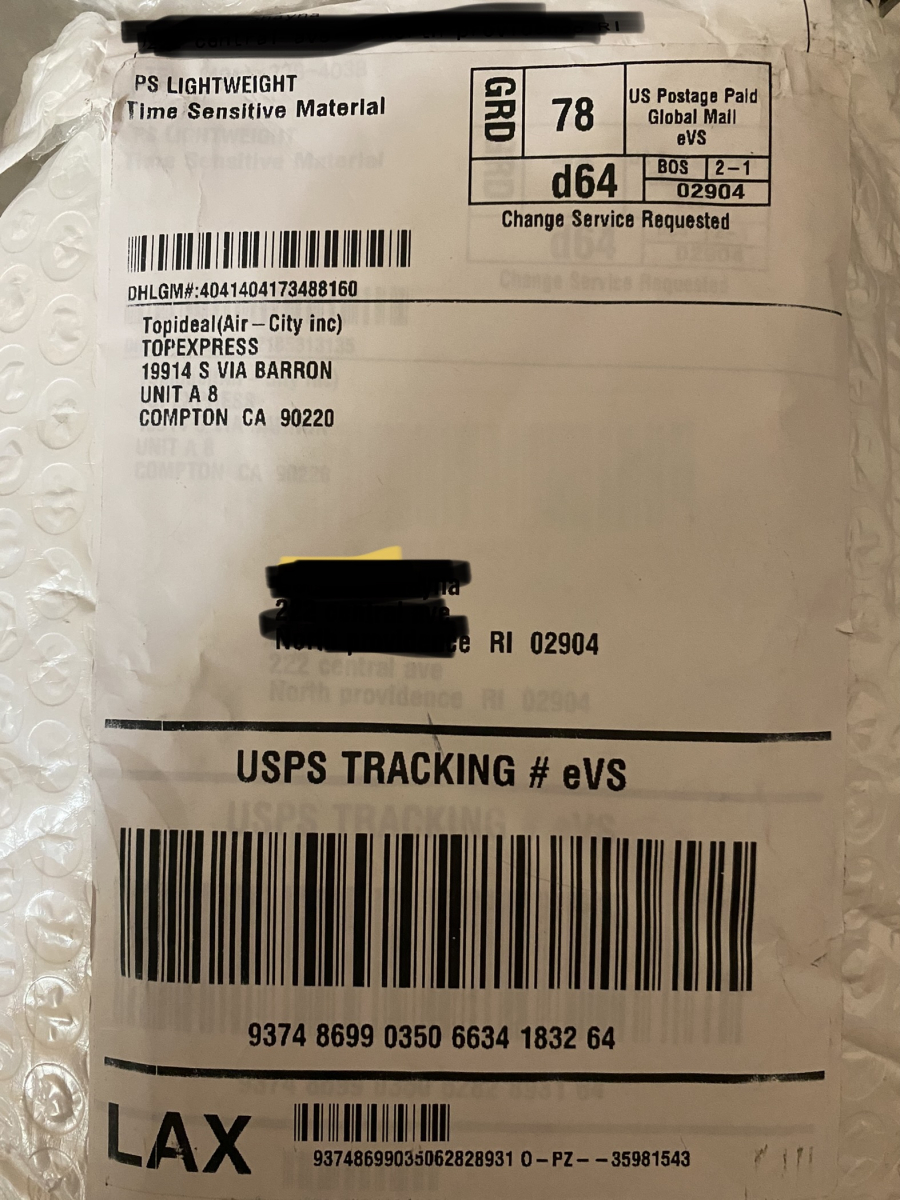 PS LIGHTWEIGHT
Time Sensitive Material
GRD
78
US Postage Paid
Global Mail
eVS
d64
BOS 2-1
02904
Change Service Requested
DHLGM#:4041404173488160
Topideal(Air-City inc)
TOPEXPRESS
19914 S VIA BARRON
UNIT A 8
COMPTON CA 90220
RI 02904
USPS TRACKING # eVS
9374 8699 0350 6634 1832 64
LAX
93748699035062828931 0-PZ--35981543